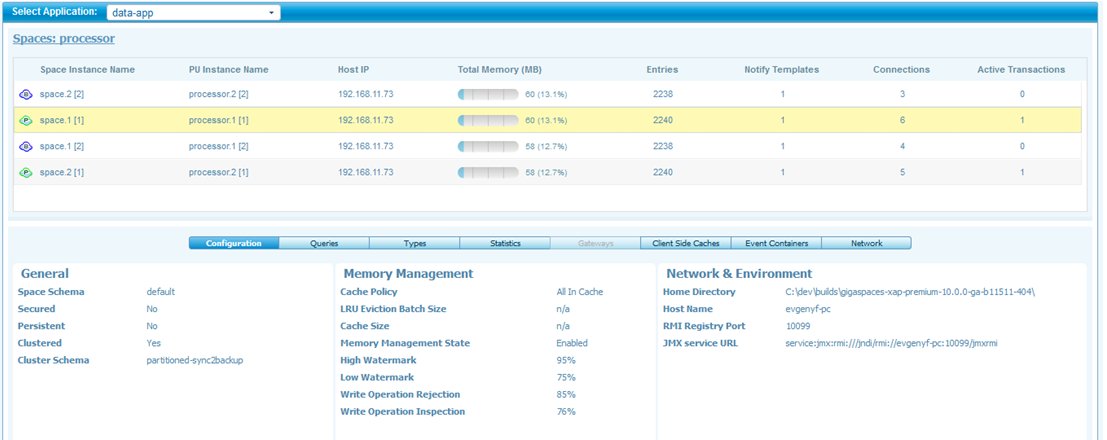 Select Application: data-app
Spaces: processor
Space Instance Name PU Instance Name Host IP Total Memory (MB) Entries Notify Templates Connections Active Transactions
B space.2 [2] processor.2 [2] 192.168.11.73 60 (13.1%) 2238 1 3 0
P space.1 [1] processor.1 [1] 192.168.11.73 60 (13.1%) 2240 1 6 1
B space.1 [2] processor.1 [2] 192.168.11.73 58 (12.7%) 2238 1 4 0
P space.2 [1] processor.2 [1] 192.168.11.73 58 (12.7%) 2240 1 5 1
Configuration Queries Types Statistics Gateways Client Side Caches Event Containers Network
General
Space Schema default
Secured No
Persistent No
Clustered Yes
Cluster Schema partitioned-sync2backup
Memory Management
Cache Policy All In Cache
LRU Eviction Batch Size n/a
Cache Size n/a
Memory Management State Enabled
High Watermark 95%
Low Watermark 75%
Write Operation Rejection 85%
Write Operation Inspection 76%
Network & Environment
Home Directory C:\dev\builds\gigaspaces-xap-premium-10.0.0-ga-b11511-404\
Host Name evgenyf-pc
RMI Registry Port 10099
JMX service URL service:jmx:rmi:///jndi/rmi://evgenyf-pc:10099/jmxrmi